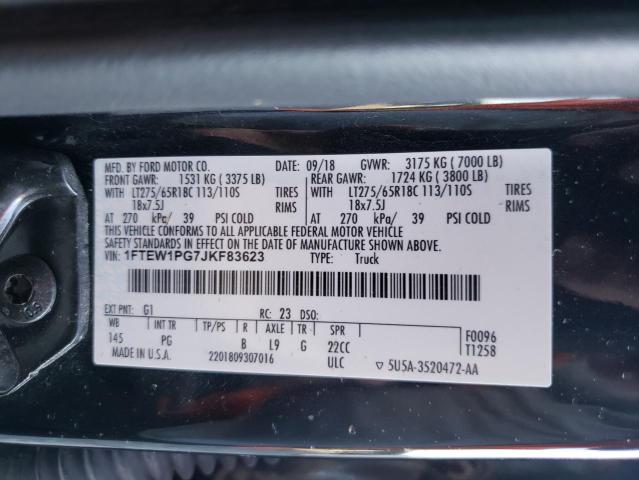 MFD. BY FORD MOTOR CO. DATE: 09/18 GVWR: 3175 KG ( 7000 LB)
FRONT GAWR: 1531 KG ( 3375 LB) REAR GAWR: 1724 KG ( 3800 LB)
WITH LT275/65R18C 113/110S TIRES WITH LT275/65R18C 113/110S TIRES
18x7.5J RIMS 18x7.5J RIMS
AT 270 kPa/ 39 PSI COLD AT 270 kPa/ 39 PSI COLD
THIS VEHICLE CONFORMS TO ALL APPLICABLE FEDERAL MOTOR VEHICLE
SAFETY STANDARDS IN EFFECT ON THE DATE OF MANUFACTURE SHOWN ABOVE.
VIN: 1FTEW1PG7JKF83623 TYPE: Truck
EXT PNT: G1 RC: 23 DSO:
WB INT TR TP/PS R AXLE TR SPR F0096
145 PG B L9 G 22CC T1258
MADE IN U.S.A. 2201809307016 ULC ▽ 5U5A-3520472-AA